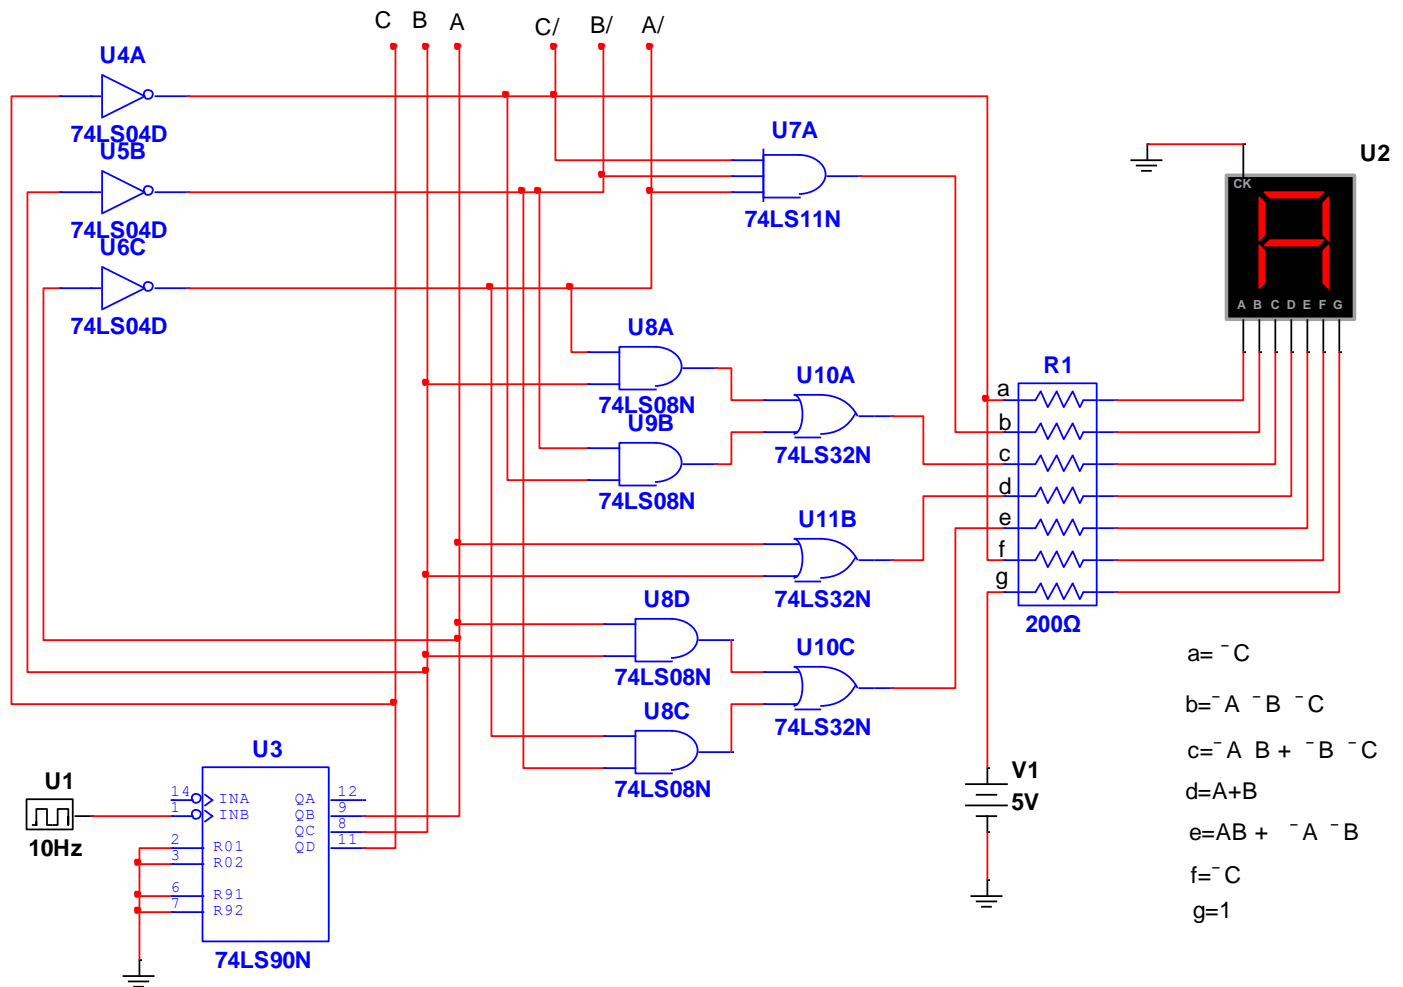 C B A C/ B/ A/
U4A
74LS04D
U5B
74LS04D
U6C
74LS04D
U7A
74LS11N
U2
CK
A B C D E F G
U8A
74LS08N
U9B
74LS08N
U10A
74LS32N
U11B
74LS32N
U8D
74LS08N
U8C
74LS08N
U10C
74LS32N
R1
a
b
c
d
e
f
g
200Ω
V1
5V
U1
10Hz
U3
14 INA QA 12
1 INB QB 9
QC 8
2 R01 QD 11
3 R02
6 R91
7 R92
74LS90N
a= ¯C
b=¯A ¯B ¯C
c=¯A B + ¯B ¯C
d=A+B
e=AB + ¯A ¯B
f=¯C
g=1